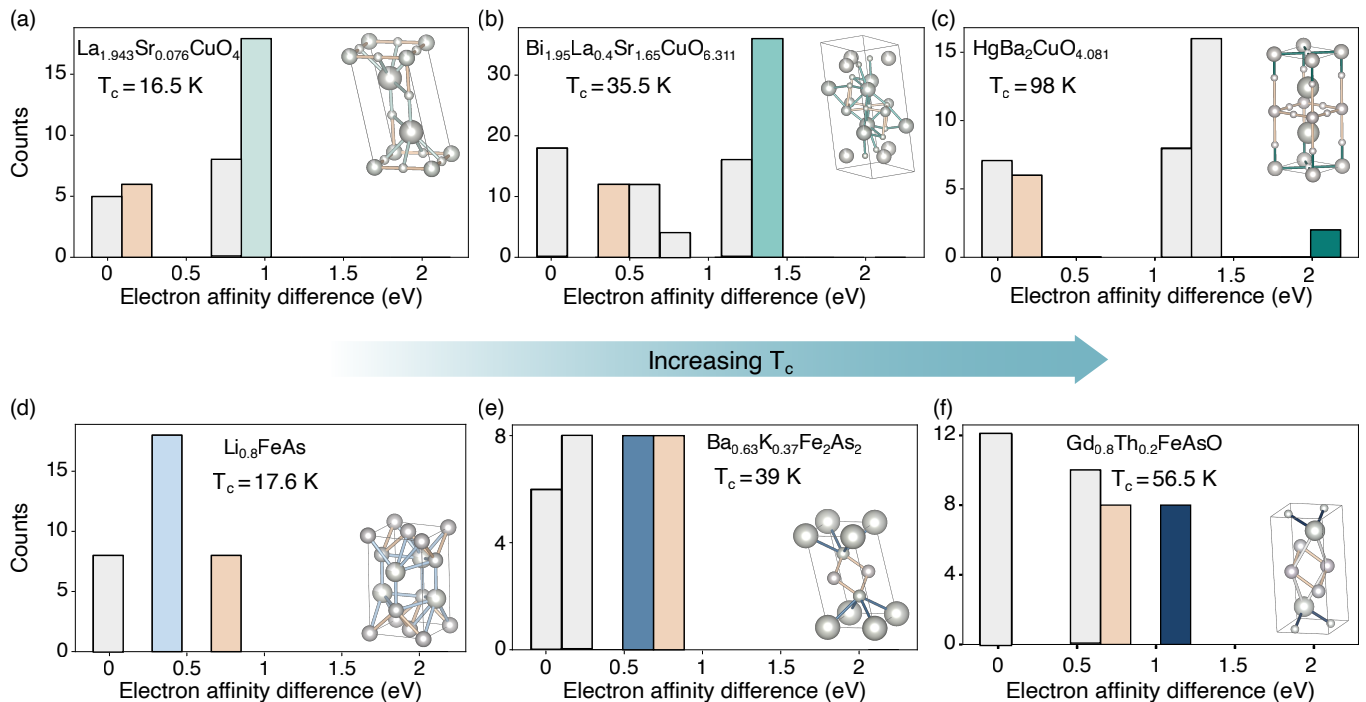 (a)
La1.943Sr0.076CuO4
Tc = 16.5 K
Counts
15
10
5
0
0 0.5 1 1.5 2
Electron affinity difference (eV)
(b)
Bi1.95La0.4Sr1.65CuO6.311
Tc = 35.5 K
30
20
10
0
0 0.5 1 1.5 2
Electron affinity difference (eV)
(c)
HgBa2CuO4.081
Tc = 98 K
15
10
5
0
0 0.5 1 1.5 2
Electron affinity difference (eV)
Increasing Tc
(d)
Li0.8FeAs
Tc = 17.6 K
Counts
15
10
5
0
0 0.5 1 1.5 2
Electron affinity difference (eV)
(e)
Ba0.63K0.37Fe2As2
Tc = 39 K
8
4
0
0 0.5 1 1.5 2
Electron affinity difference (eV)
(f)
Gd0.8Th0.2FeAsO
Tc = 56.5 K
12
8
4
0
0 0.5 1 1.5 2
Electron affinity difference (eV)